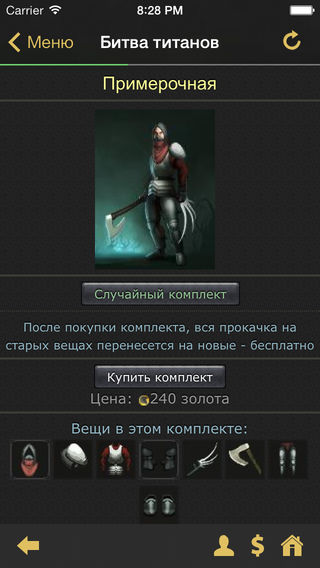 Carrier 8:28 PM
Меню Битва титанов
Примерочная
Случайный комплект
После покупки комплекта, вся прокачка на
старых вещах перенесется на новые - бесплатно
Купить комплект
Цена: 240 золота
Вещи в этом комплекте:
$